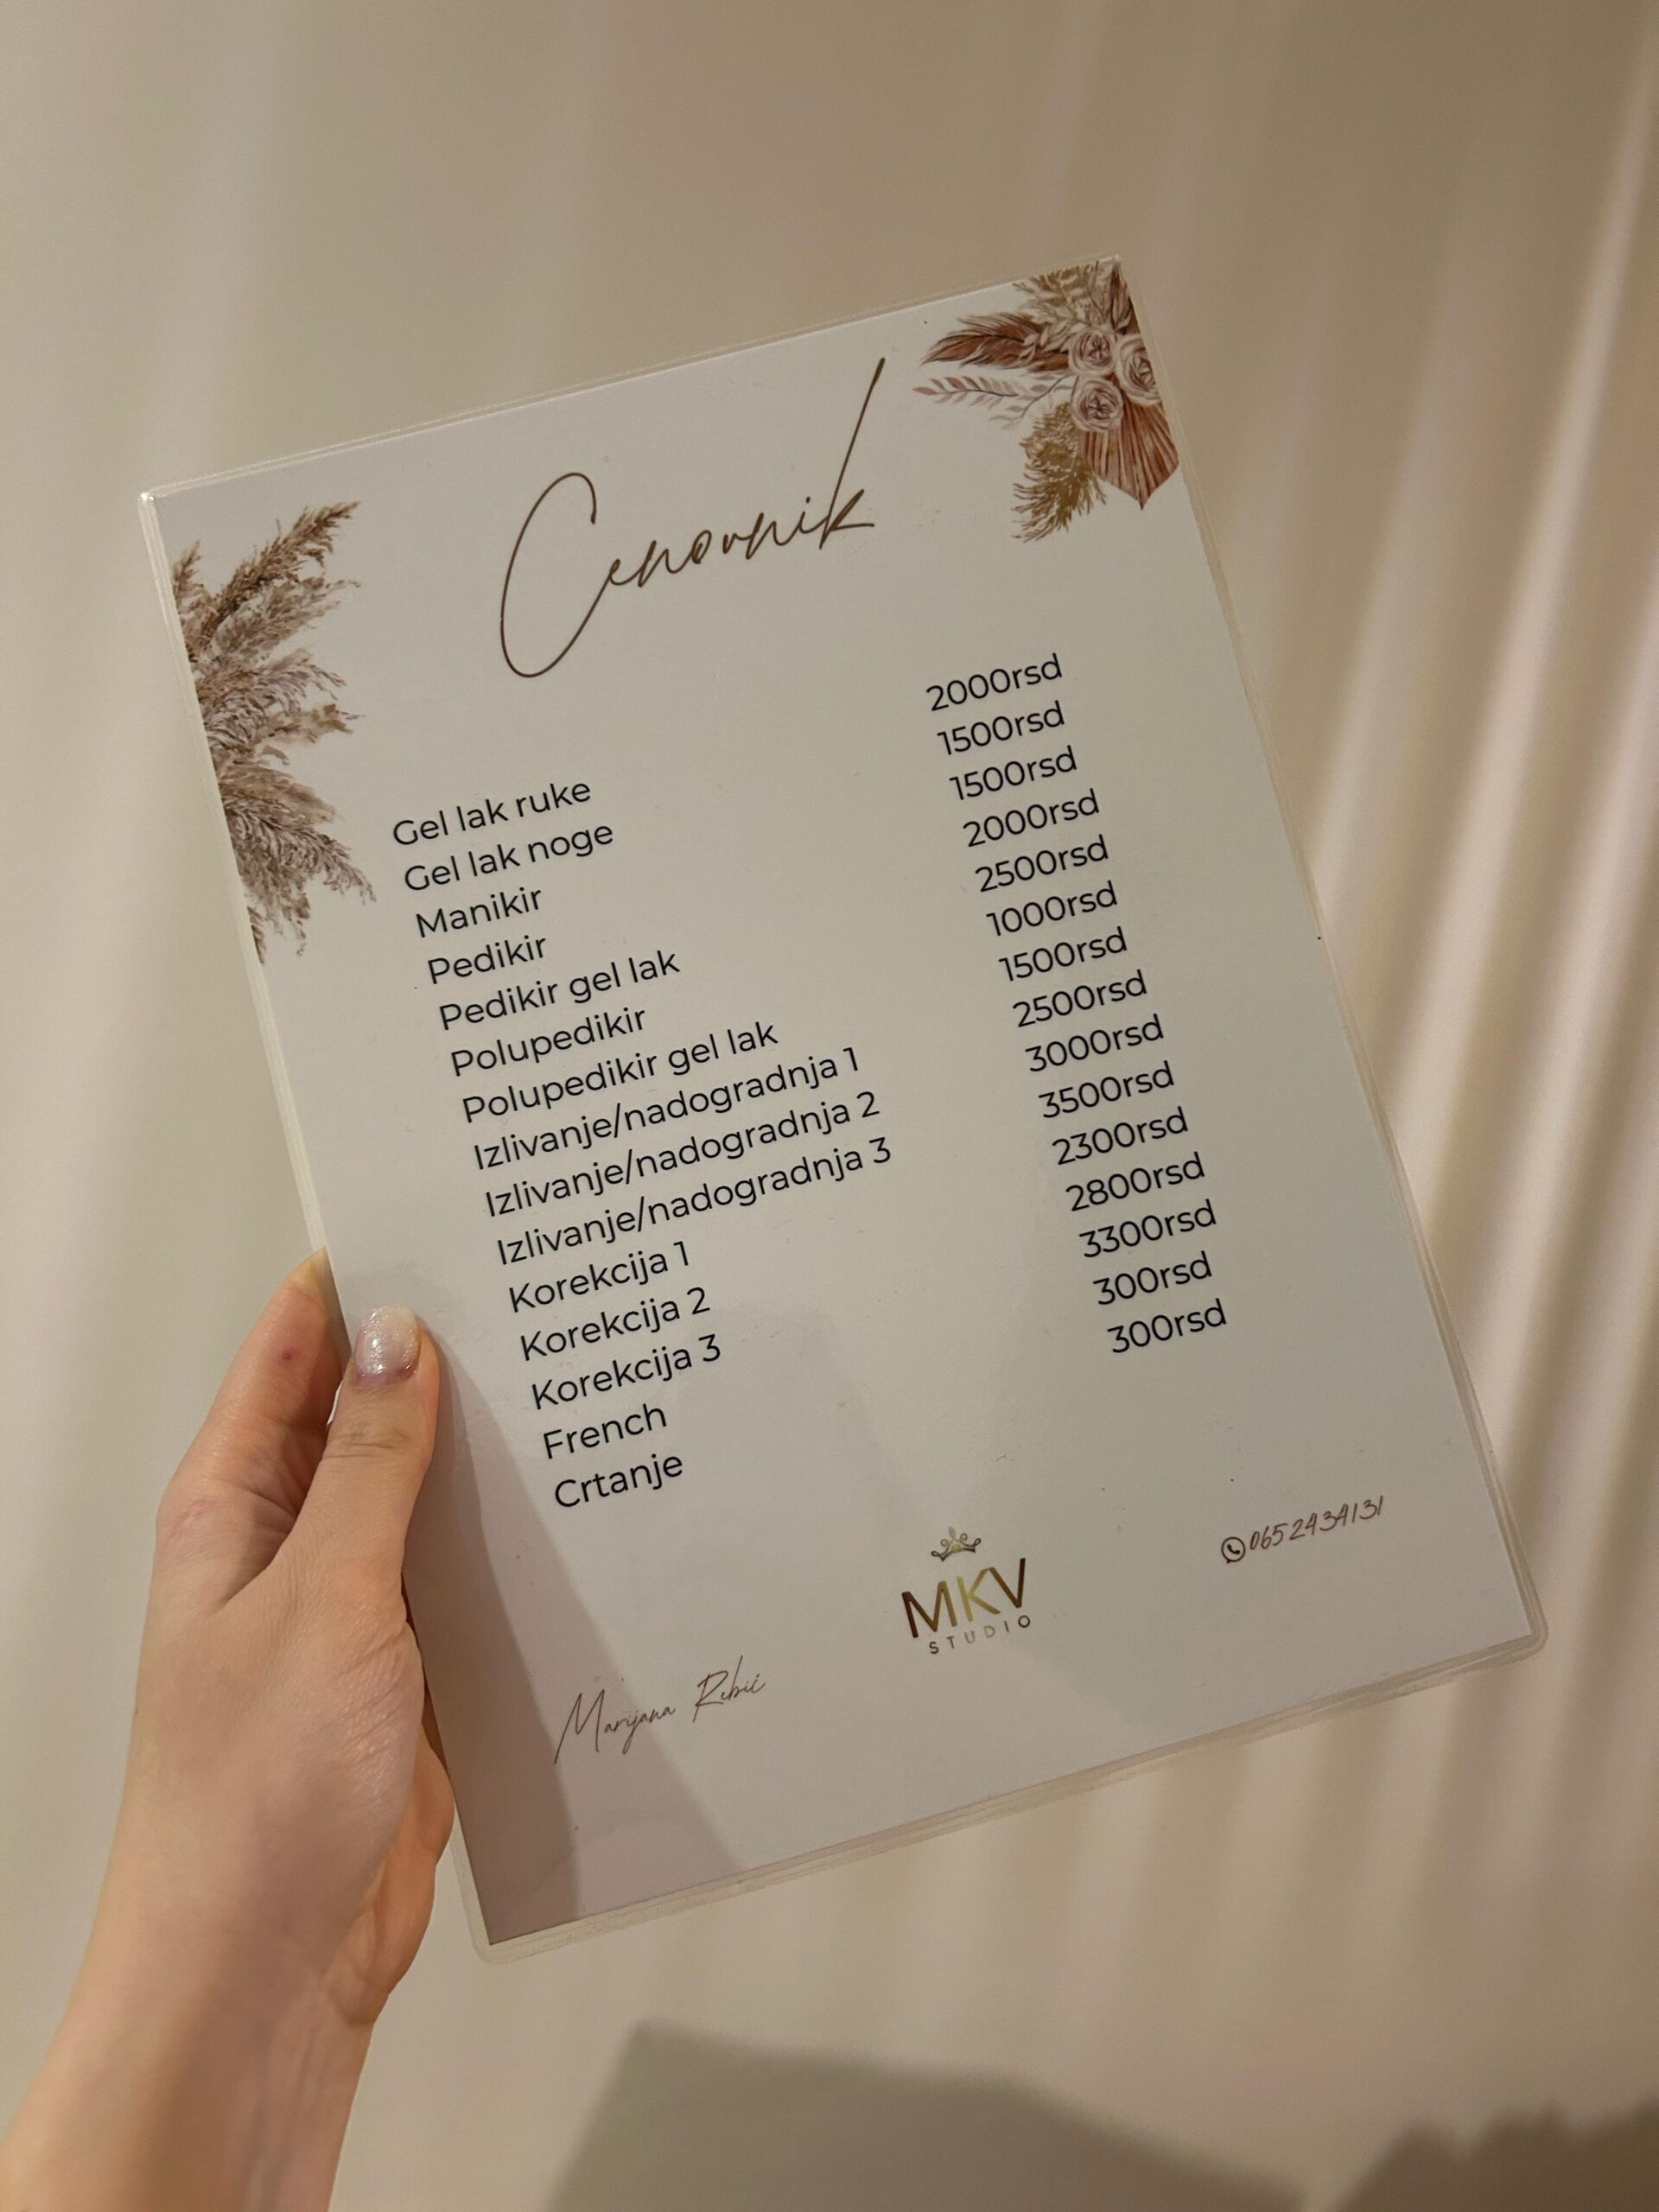 Cenovnik
Gel lak ruke 2000rsd
Gel lak noge 1500rsd
Manikir 1500rsd
Pedikir 2000rsd
Pedikir gel lak 2500rsd
Polupedikir 1000rsd
Polupedikir gel lak 1500rsd
Izlivanje/nadogradnja 1 2500rsd
Izlivanje/nadogradnja 2 3000rsd
Izlivanje/nadogradnja 3 3500rsd
Korekcija 1 2300rsd
Korekcija 2 2800rsd
Korekcija 3 3300rsd
French 300rsd
Crtanje 300rsd
0652434131
MKV
STUDIO
Marijana Rebić